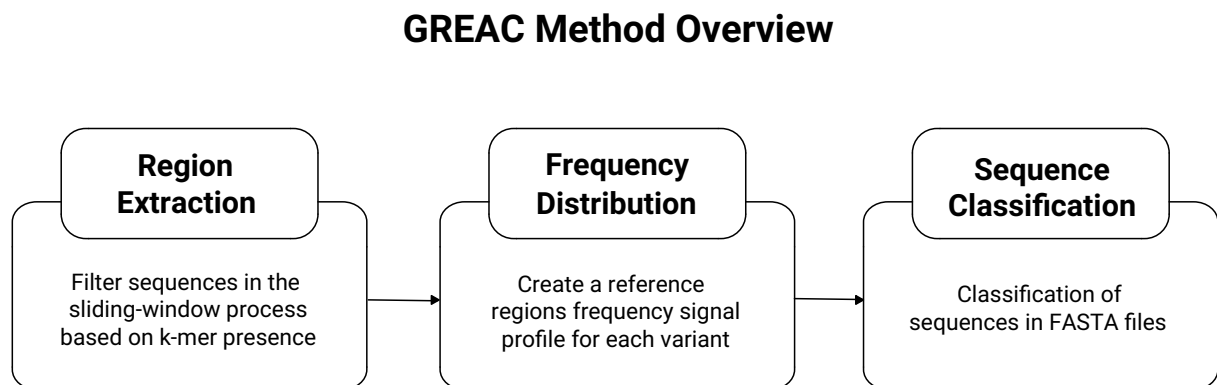 GREAC Method Overview
Region
Extraction
Filter sequences in the
sliding-window process
based on k-mer presence
Frequency
Distribution
Create a reference
regions frequency signal
profile for each variant
Sequence
Classification
Classification of
sequences in FASTA files